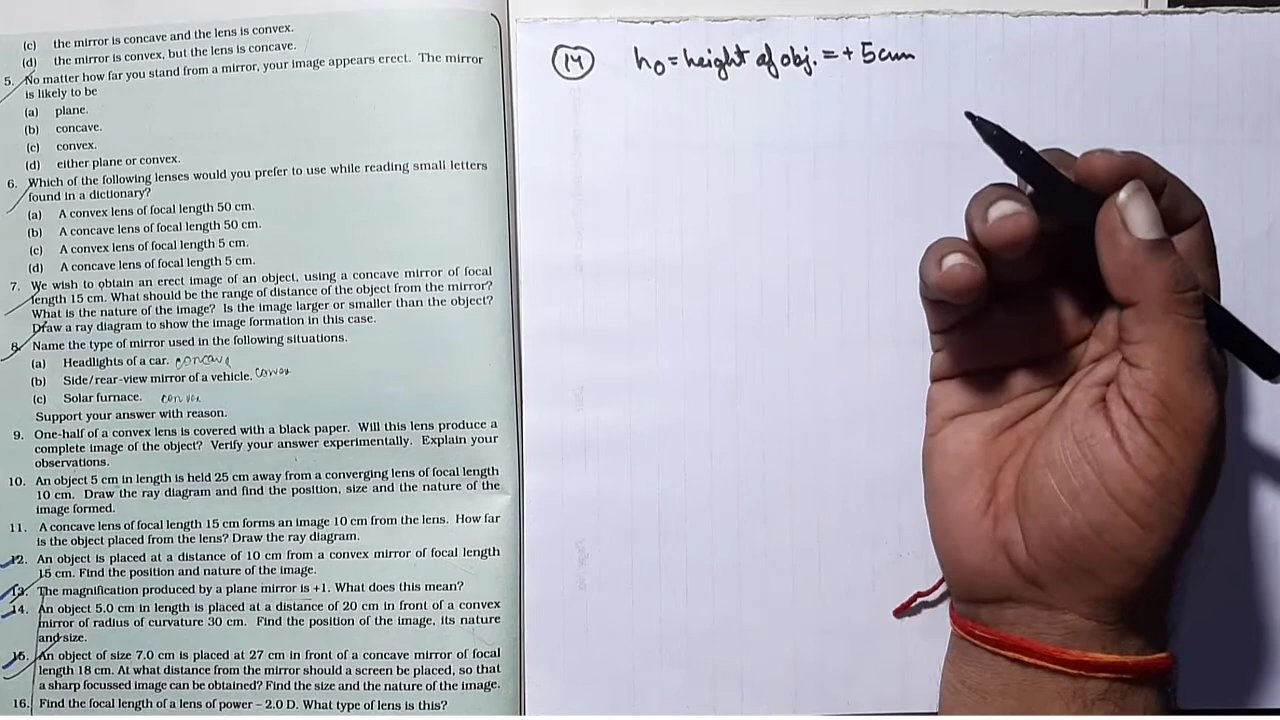 (c) the mirror is concave and the lens is convex.
(d) the mirror is convex, but the lens is concave.
5. No matter how far you stand from a mirror, your image appears erect. The mirror
is likely to be
(a) plane.
(b) concave.
(c) convex.
(d) either plane or convex.
6. Which of the following lenses would you prefer to use while reading small letters
found in a dictionary?
(a) A convex lens of focal length 50 cm.
(b) A concave lens of focal length 50 cm.
(c) A convex lens of focal length 5 cm.
(d) A concave lens of focal length 5 cm.
7. We wish to obtain an erect image of an object, using a concave mirror of focal
length 15 cm. What should be the range of distance of the object from the mirror?
What is the nature of the image? Is the image larger or smaller than the object?
Draw a ray diagram to show the image formation in this case.
8. Name the type of mirror used in the following situations.
(a) Headlights of a car. concave
(b) Side/rear-view mirror of a vehicle. convex
(c) Solar furnace. convex
Support your answer with reason.
9. One-half of a convex lens is covered with a black paper. Will this lens produce a
complete image of the object? Verify your answer experimentally. Explain your
observations.
10. An object 5 cm in length is held 25 cm away from a converging lens of focal length
10 cm. Draw the ray diagram and find the position, size and the nature of the
image formed.
11. A concave lens of focal length 15 cm forms an image 10 cm from the lens. How far
is the object placed from the lens? Draw the ray diagram.
12. An object is placed at a distance of 10 cm from a convex mirror of focal length
15 cm. Find the position and nature of the image.
13. The magnification produced by a plane mirror is +1. What does this mean?
14. An object 5.0 cm in length is placed at a distance of 20 cm in front of a convex
mirror of radius of curvature 30 cm. Find the position of the image, its nature
and size.
15. An object of size 7.0 cm is placed at 27 cm in front of a concave mirror of focal
length 18 cm. At what distance from the mirror should a screen be placed, so that
a sharp focussed image can be obtained? Find the size and the nature of the image.
16. Find the focal length of a lens of power – 2.0 D. What type of lens is this?
14 ho = height of obj. = + 5 cm